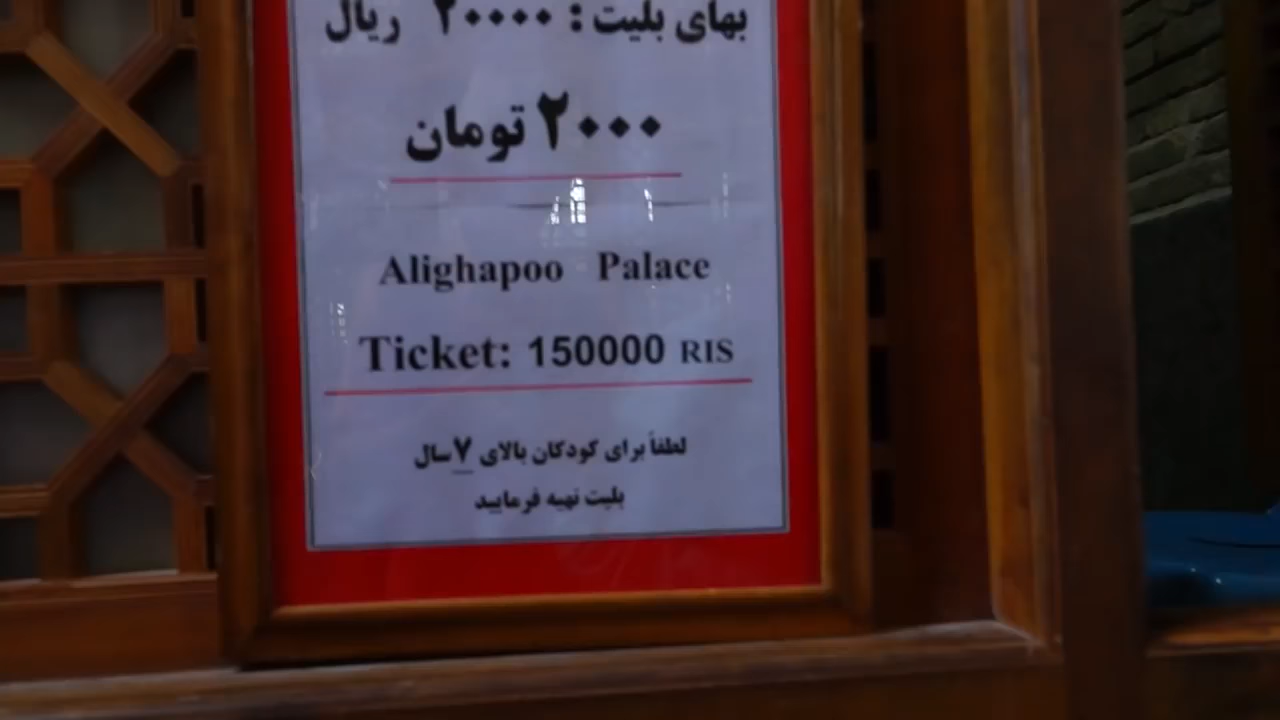 بهای بلیت : ۲۰۰۰۰ ریال
۲۰۰۰ تومان
Alighapoo Palace
Ticket: 150000 RIS
لطفاً برای کودکان بالای ۷ سال
بلیت تهیه فرمایید